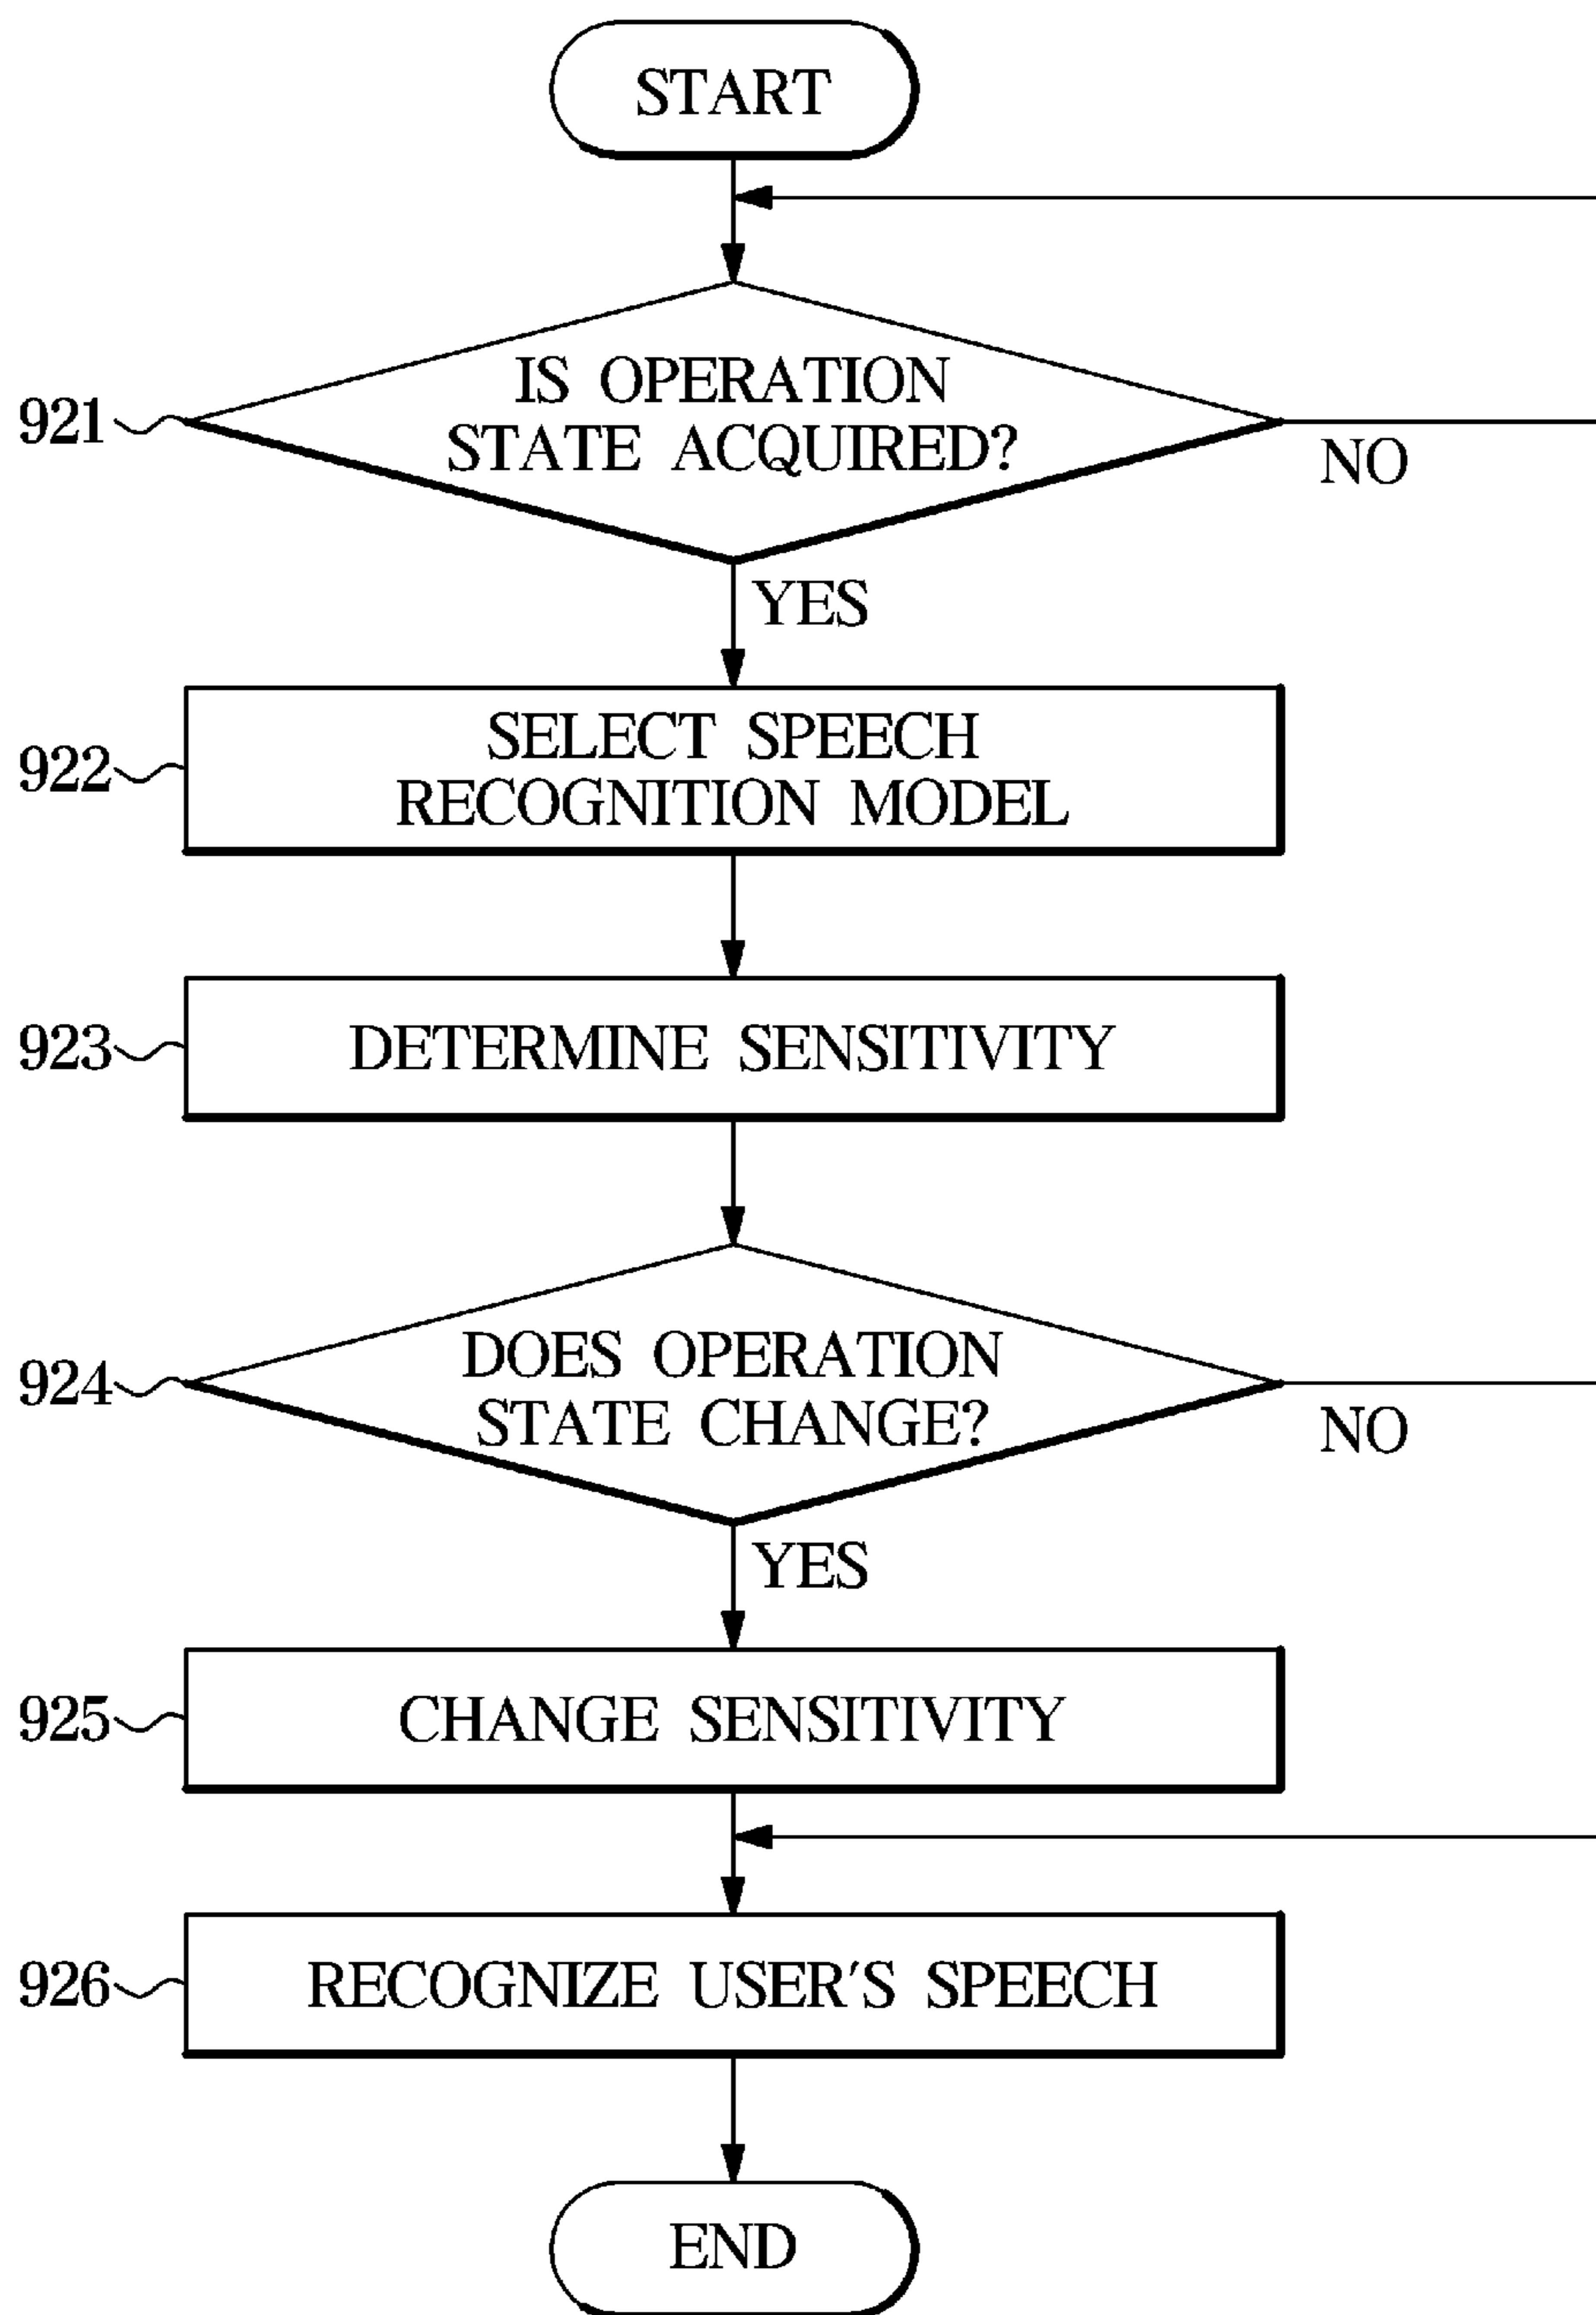 START
921
IS OPERATION
STATE ACQUIRED?
NO
YES
922
SELECT SPEECH
RECOGNITION MODEL
923
DETERMINE SENSITIVITY
924
DOES OPERATION
STATE CHANGE?
NO
YES
925
CHANGE SENSITIVITY
926
RECOGNIZE USER'S SPEECH
END